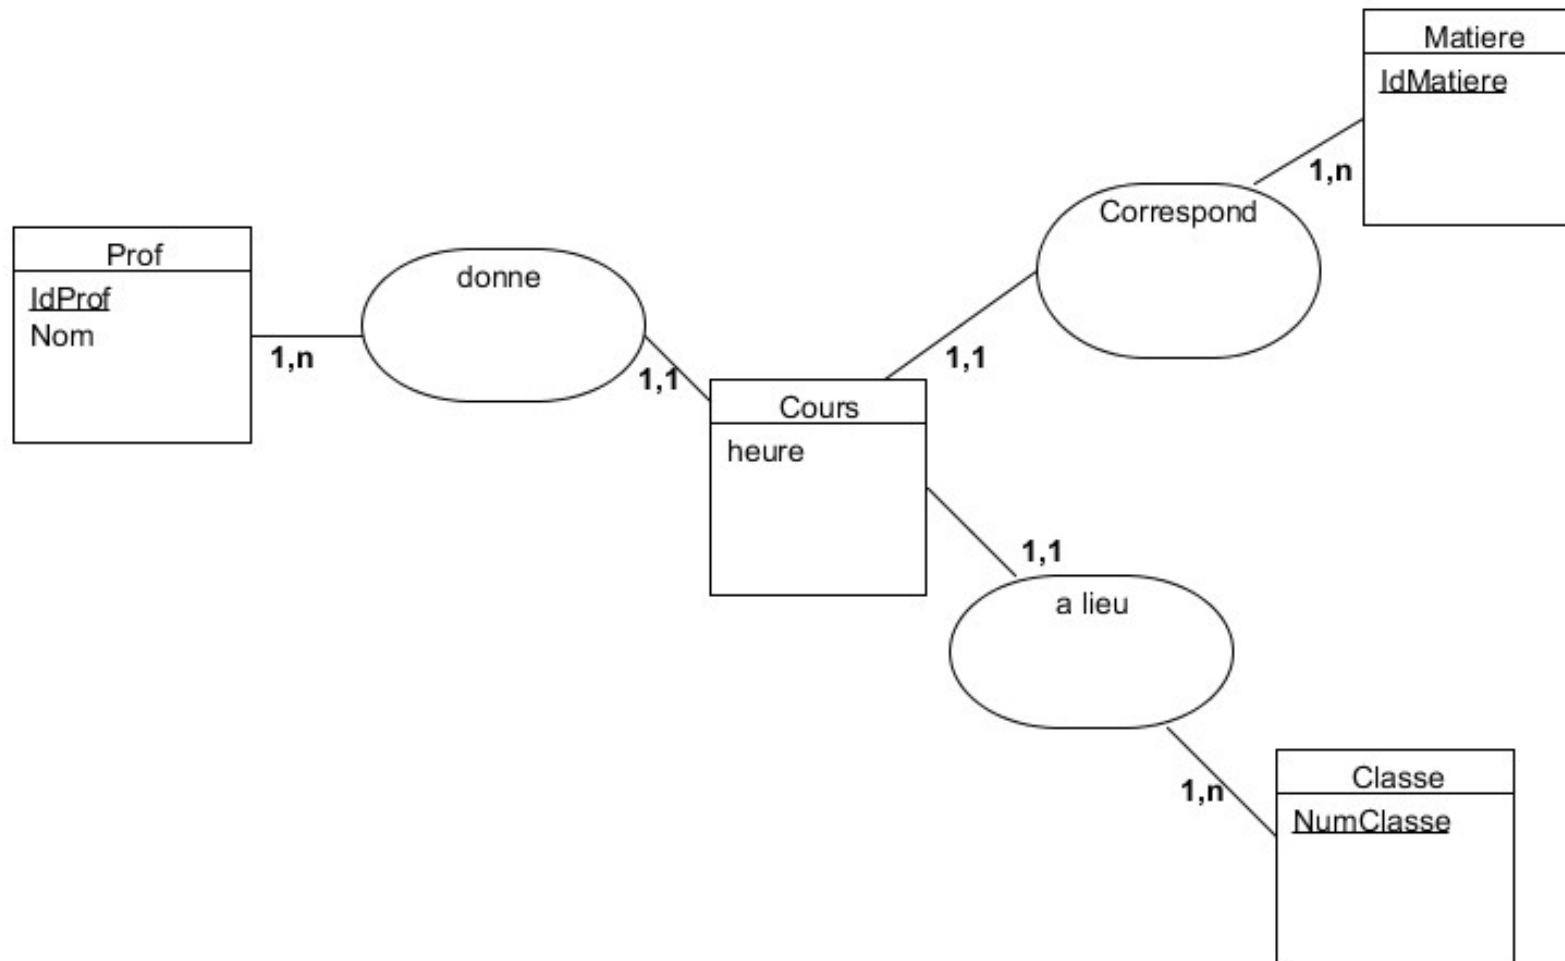 Matiere
IdMatiere
1,n
Correspond
1,1
Prof
IdProf
Nom
1,n
donne
1,1
Cours
heure
1,1
a lieu
1,n
Classe
NumClasse